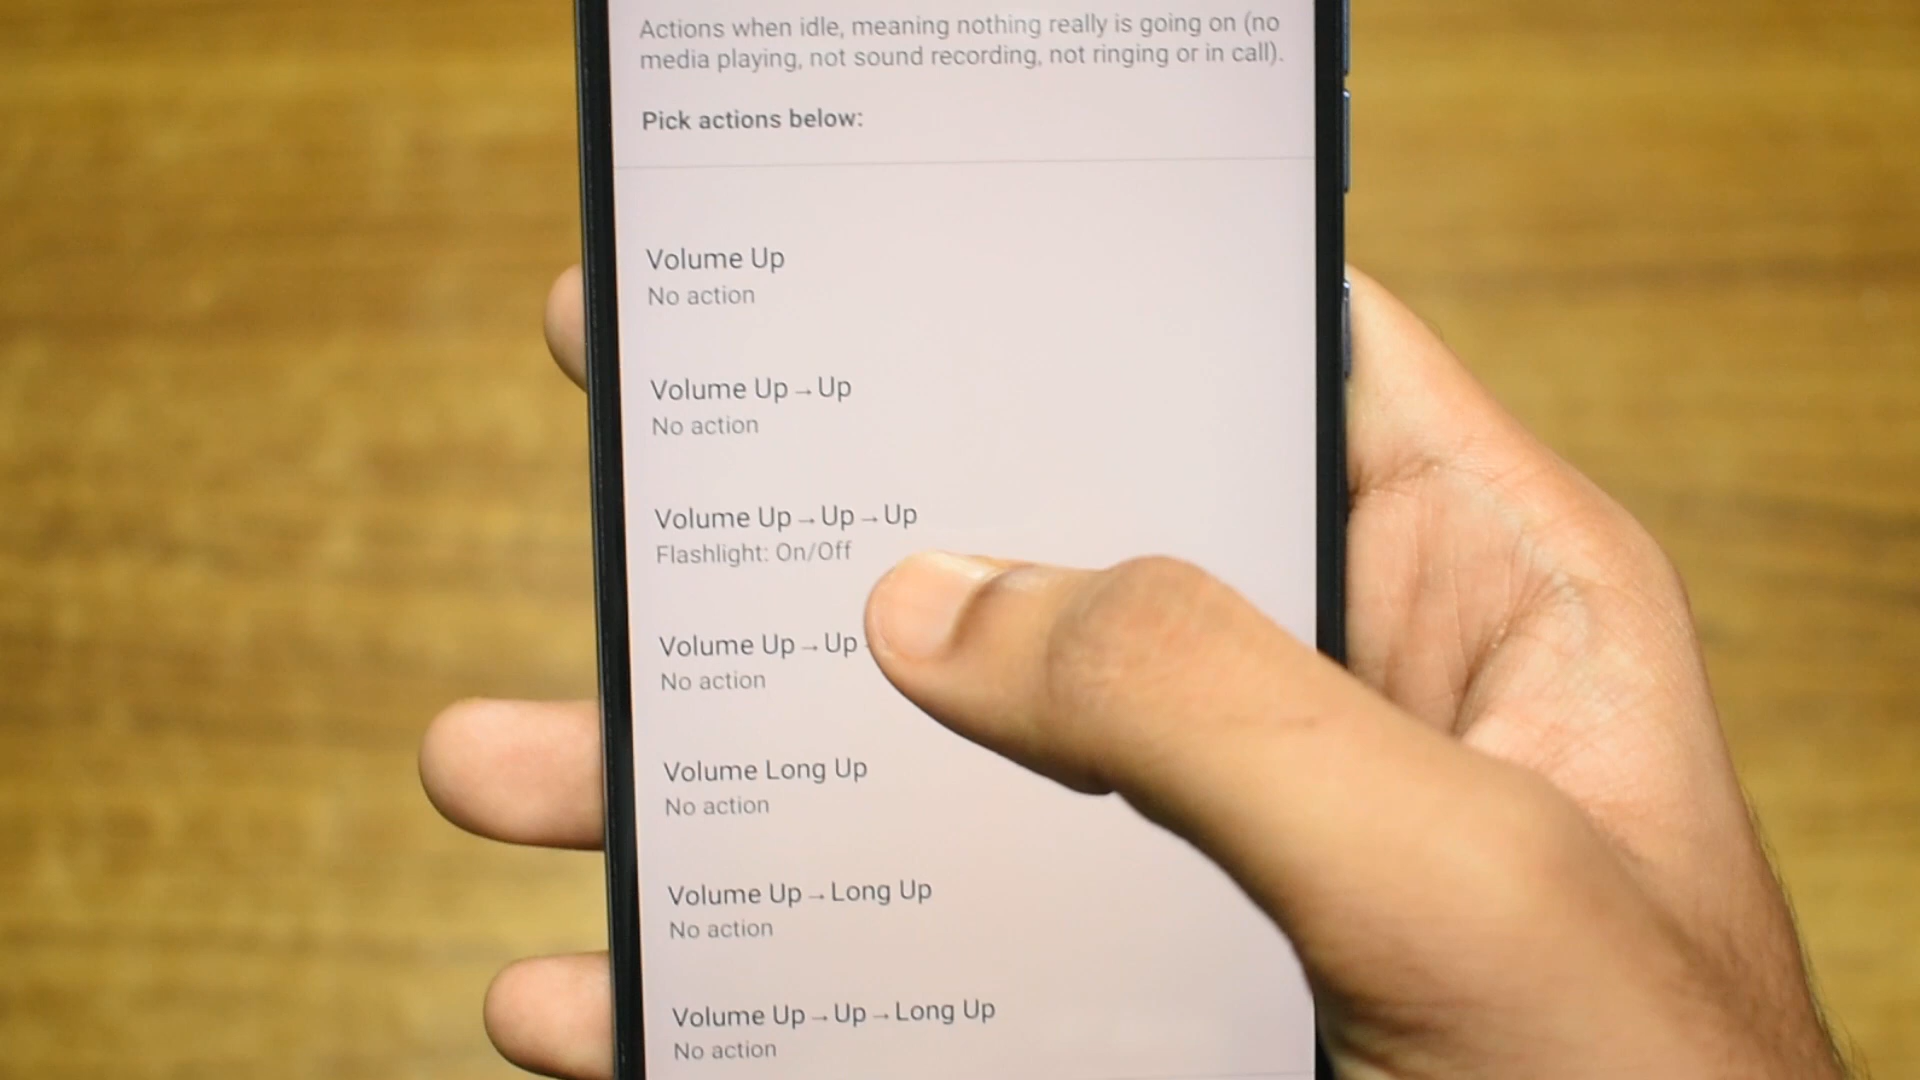 Actions when idle, meaning nothing really is going on (no
media playing, not sound recording, not ringing or in call).
Pick actions below:
Volume Up
No action
Volume Up→Up
No action
Volume Up→Up→Up
Flashlight: On/Off
Volume Up→Up
No action
Volume Long Up
No action
Volume Up→Long Up
No action
Volume Up→Up→Long Up
No action